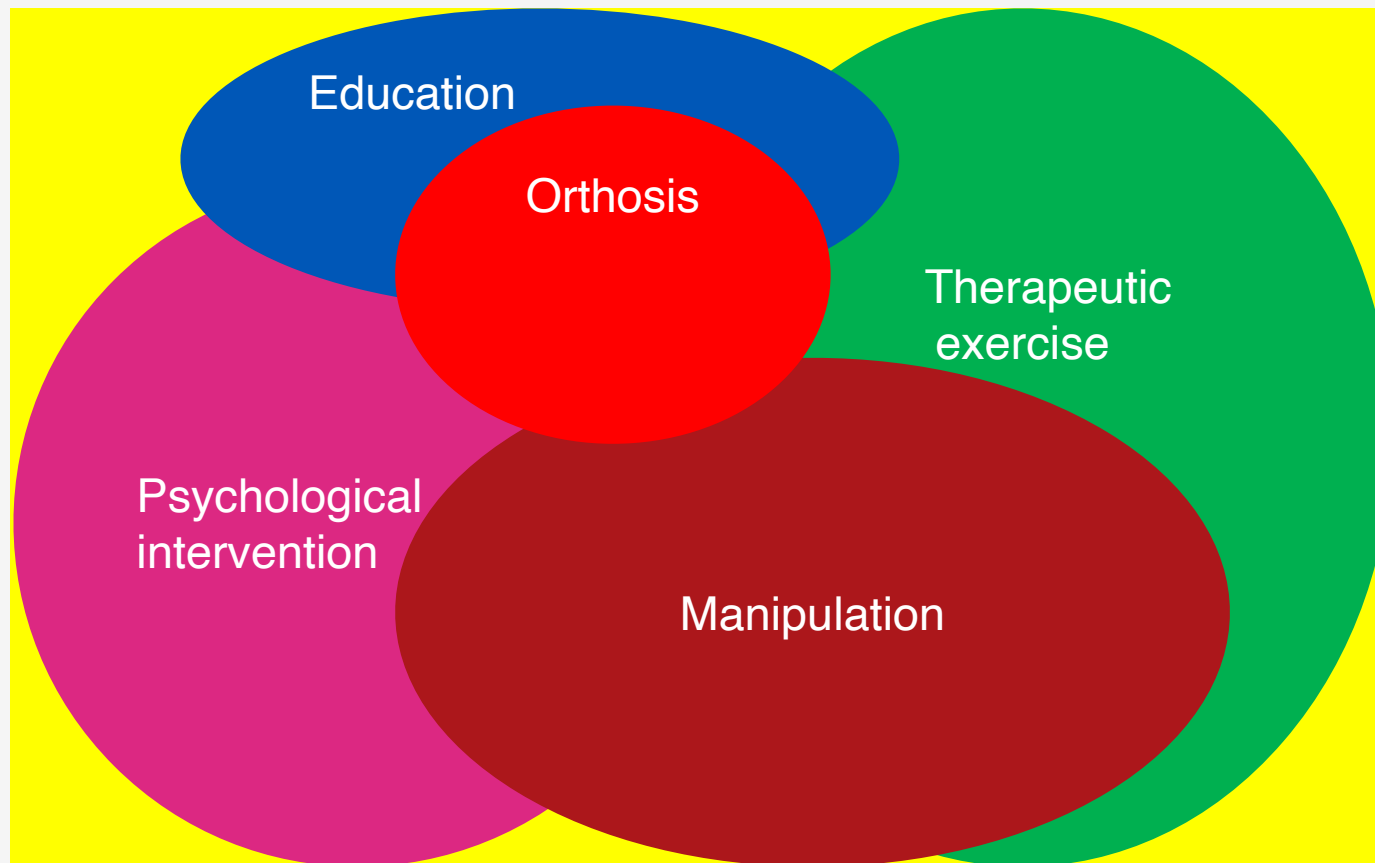 Education
Orthosis
Therapeutic
exercise
Psychological
intervention
Manipulation